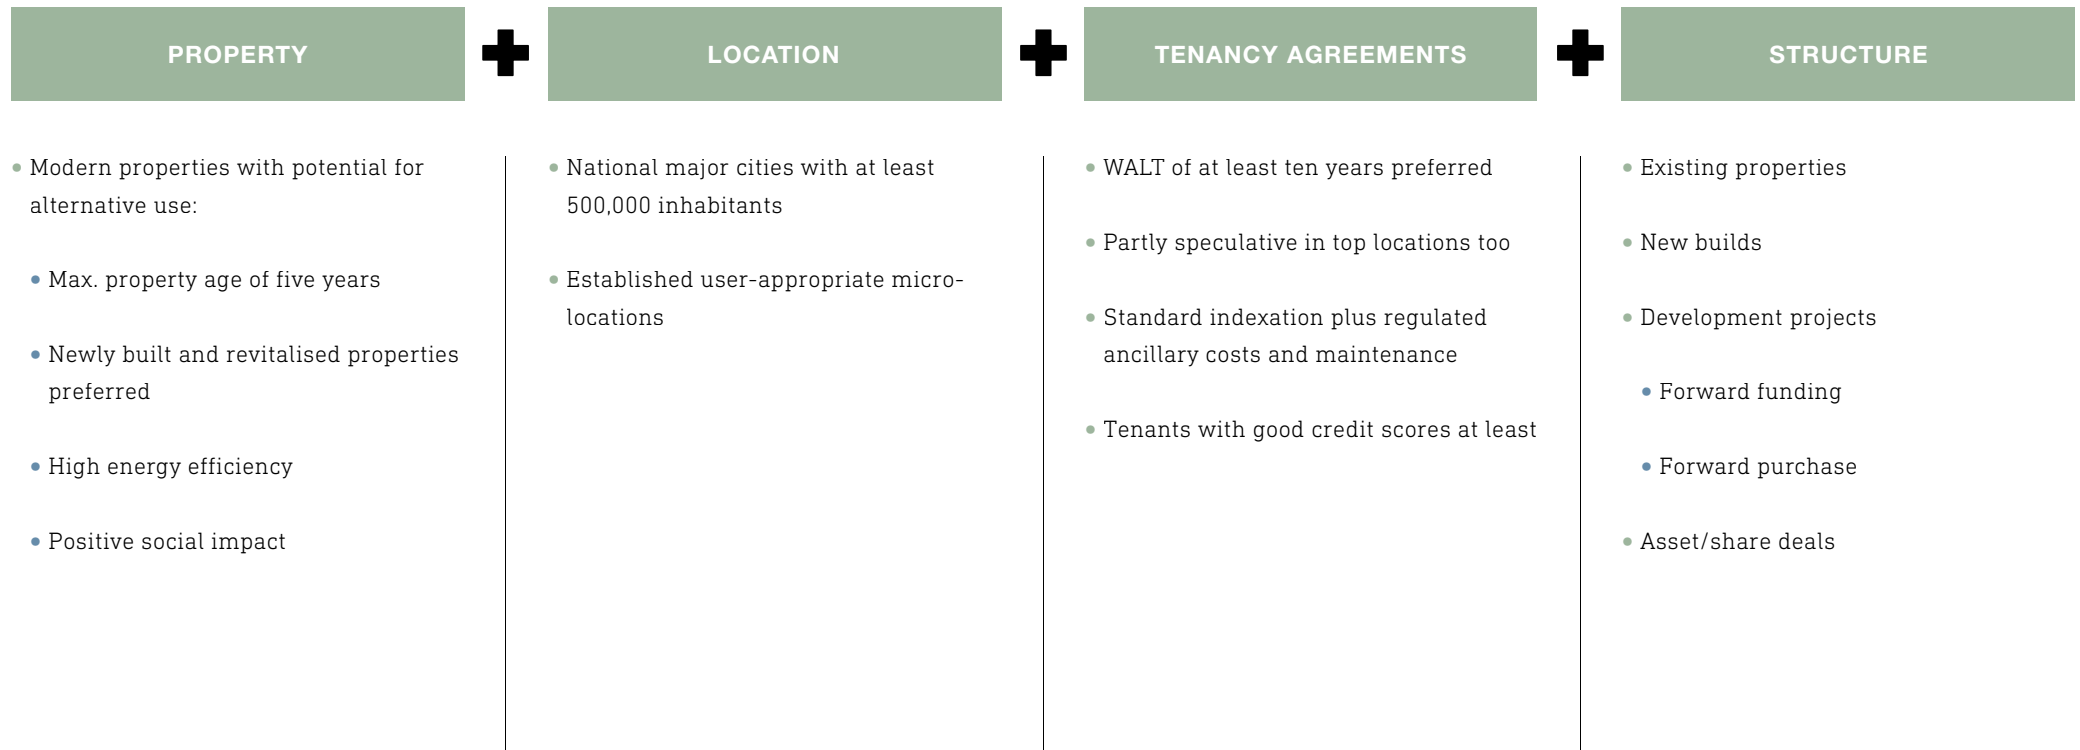 PROPERTY
• Modern properties with potential for
alternative use:
• Max. property age of five years
• Newly built and revitalised properties
preferred
• High energy efficiency
• Positive social impact
LOCATION
• National major cities with at least
500,000 inhabitants
• Established user-appropriate micro-
locations
TENANCY AGREEMENTS
• WALT of at least ten years preferred
• Partly speculative in top locations too
• Standard indexation plus regulated
ancillary costs and maintenance
• Tenants with good credit scores at least
STRUCTURE
• Existing properties
• New builds
• Development projects
• Forward funding
• Forward purchase
• Asset/share deals